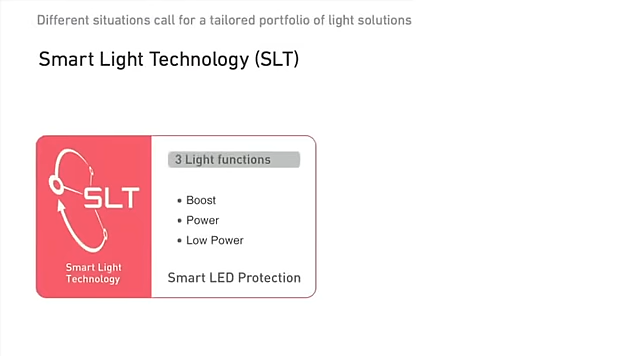 Different situations call for a tailored portfolio of light solutions
Smart Light Technology (SLT)
SLT
Smart Light
Technology
3 Light functions
• Boost
• Power
• Low Power
Smart LED Protection